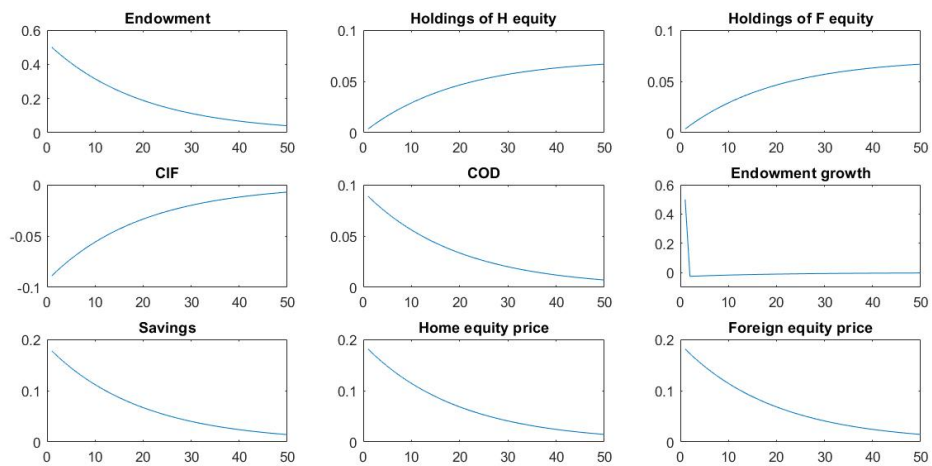 Endowment
0.6
0.4
0.2
0
0 10 20 30 40 50
Holdings of H equity
0.1
0.05
0
0 10 20 30 40 50
Holdings of F equity
0.1
0.05
0
0 10 20 30 40 50
CIF
0
-0.05
-0.1
0 10 20 30 40 50
COD
0.1
0.05
0
0 10 20 30 40 50
Endowment growth
0.6
0.4
0.2
0
0 10 20 30 40 50
Savings
0.2
0.1
0
0 10 20 30 40 50
Home equity price
0.2
0.1
0
0 10 20 30 40 50
Foreign equity price
0.2
0.1
0
0 10 20 30 40 50